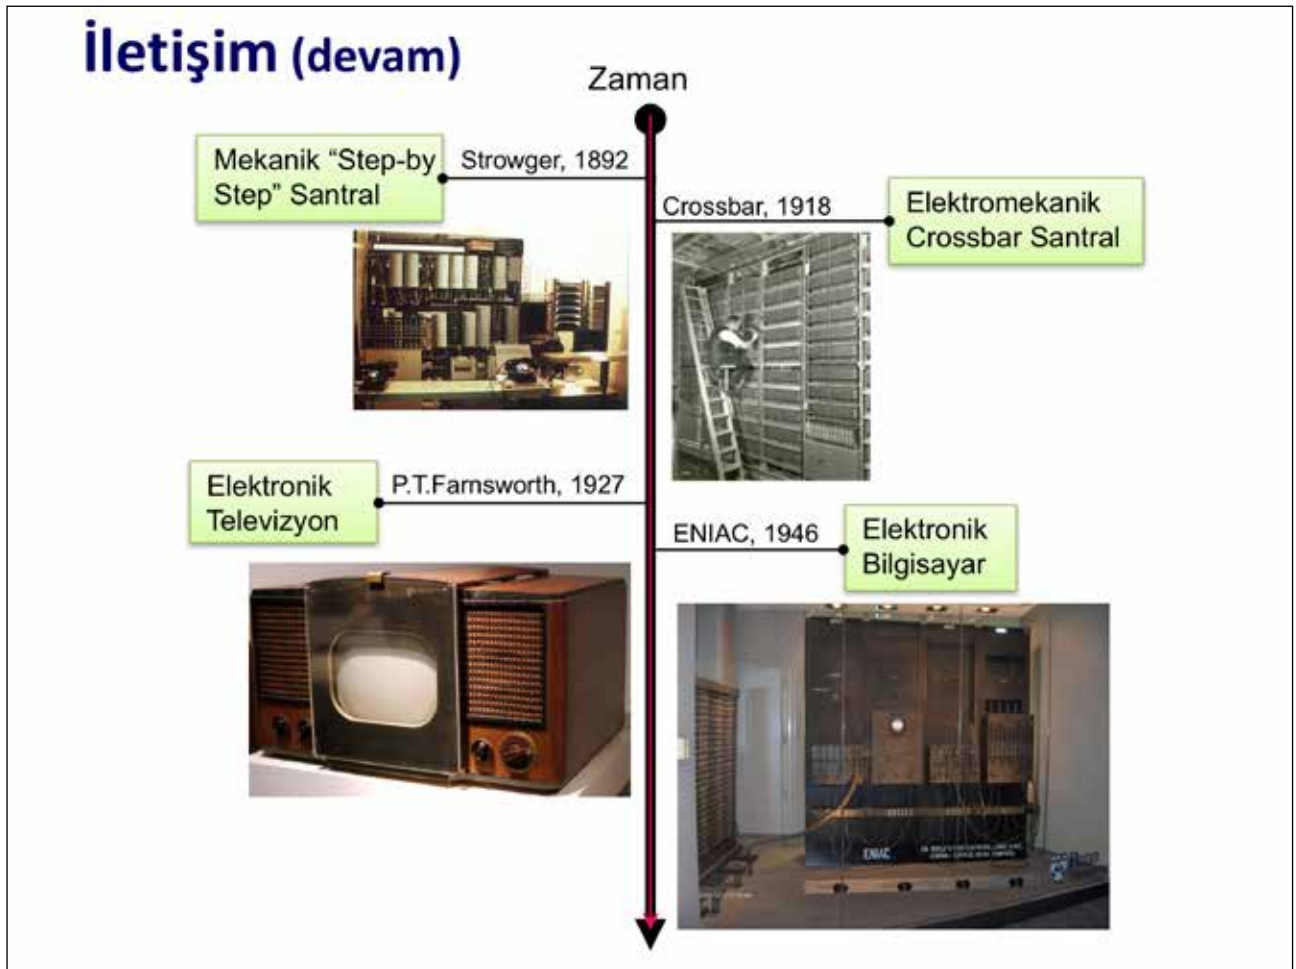 İletişim (devam)
Zaman
Mekanik “Step-by
Step” Santral
Strowger, 1892
Crossbar, 1918
Elektromekanik
Crossbar Santral
Elektronik
Televizyon
P.T.Farnsworth, 1927
ENIAC, 1946
Elektronik
Bilgisayar
ENIAC